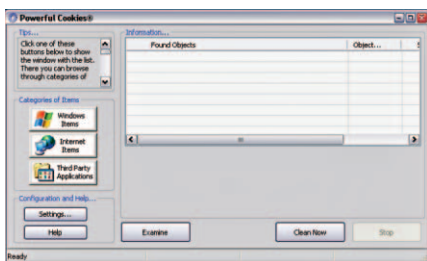 Powerful Cookies®
Tips...
Click one of these
buttons below to show
the window with the list.
There you can browse
through categories of
Categories of Items
Windows
Items
Internet
Items
Third Party
Applications
Configuration and Help...
Settings...
Help
Information...
Found Objects
Object...
Examine
Clean Now
Stop
Ready